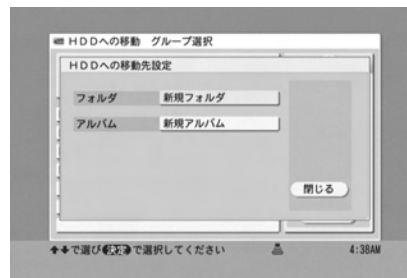 HDDへの移動 グループ選択
HDDへの移動先設定
フォルダ 新規フォルダ
アルバム 新規アルバム
閉じる
で選び決定で選択してください 4:38AM